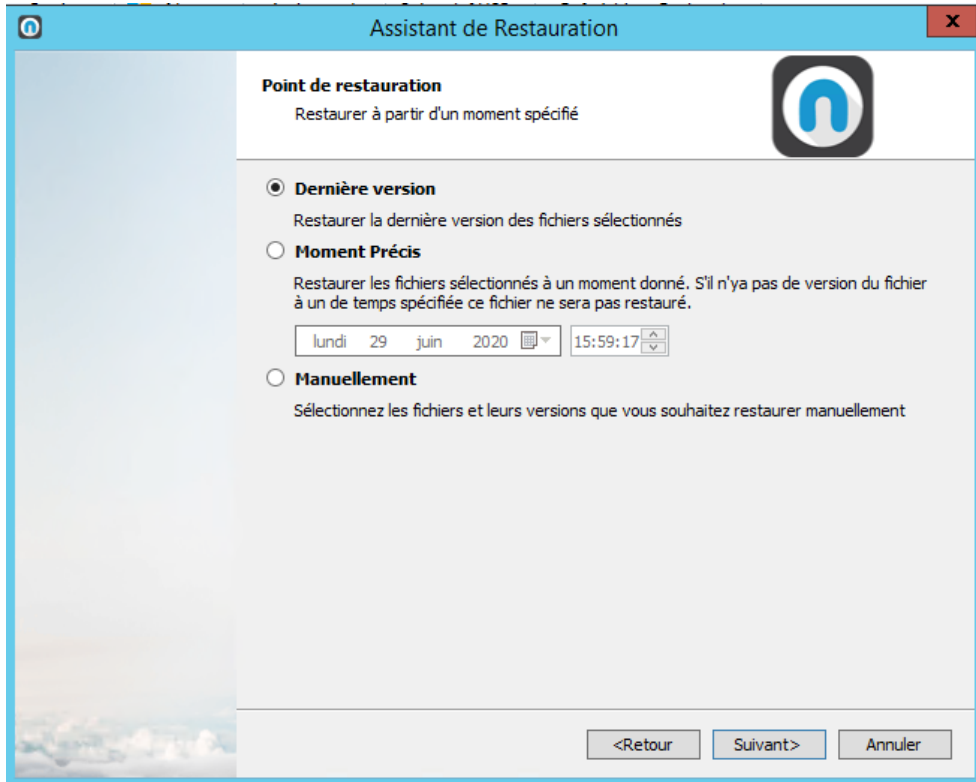 Assistant de Restauration
x
Point de restauration
Restaurer à partir d'un moment spécifié
Dernière version
Restaurer la dernière version des fichiers sélectionnés
Moment Précis
Restaurer les fichiers sélectionnés à un moment donné. S'il n'ya pas de version du fichier
à un de temps spécifiée ce fichier ne sera pas restauré.
lundi 29 juin 2020 15:59:17
Manuellement
Sélectionnez les fichiers et leurs versions que vous souhaitez restaurer manuellement
<Retour Suivant> Annuler